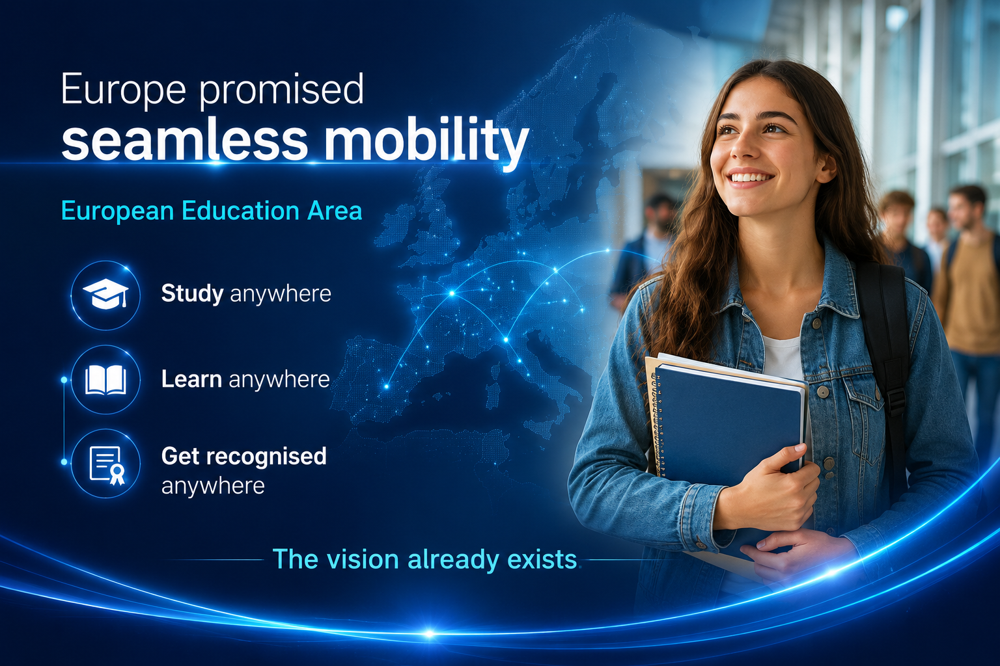 Europe promised
seamless mobility
European Education Area
Study anywhere
Learn anywhere
Get recognised
anywhere
The vision already exists.